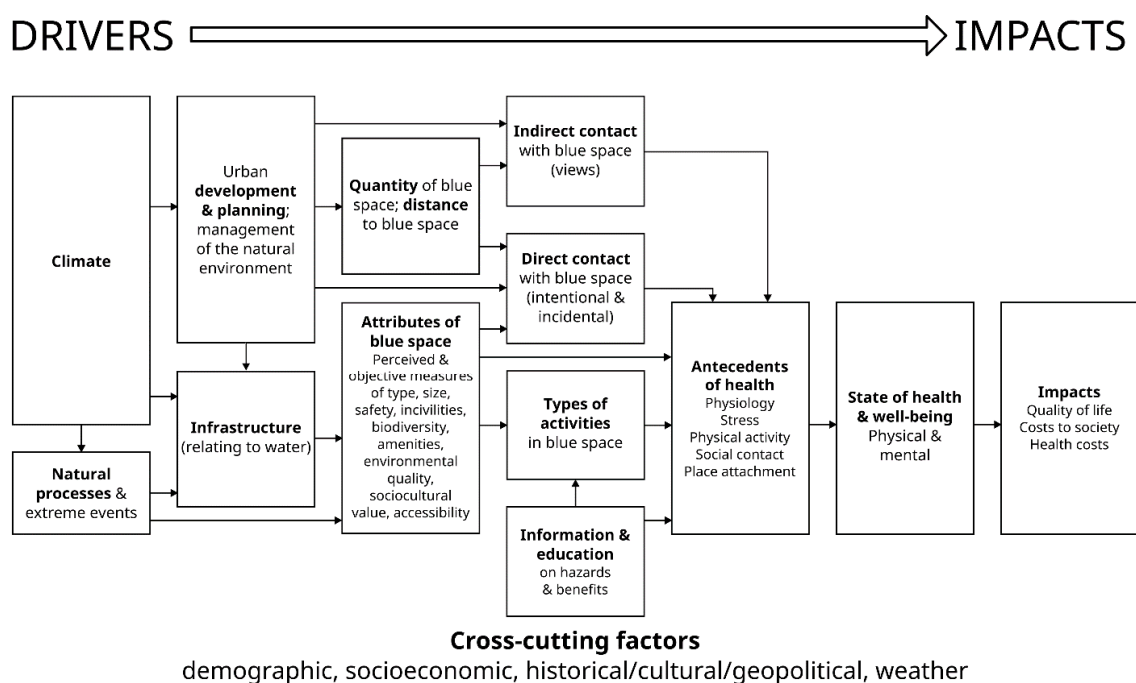 DRIVERS
IMPACTS
Climate
Urban
development
& planning;
management
of the natural
environment
Quantity of blue
space; distance
to blue space
Indirect contact
with blue space
(views)
Direct contact
with blue space
(intentional &
incidental)
Attributes of
blue space
Perceived &
objective measures
of type, size,
safety, incivilities,
biodiversity,
amenities,
environmental
quality,
sociocultural
value, accessibility
Infrastructure
(relating to water)
Natural
processes &
extreme events
Types of
activities
in blue space
Information &
education
on hazards
& benefits
Antecedents
of health
Physiology
Stress
Physical activity
Social contact
Place attachment
State of health
& well-being
Physical &
mental
Impacts
Quality of life
Costs to society
Health costs
Cross-cutting factors
demographic, socioeconomic, historical/cultural/geopolitical, weather